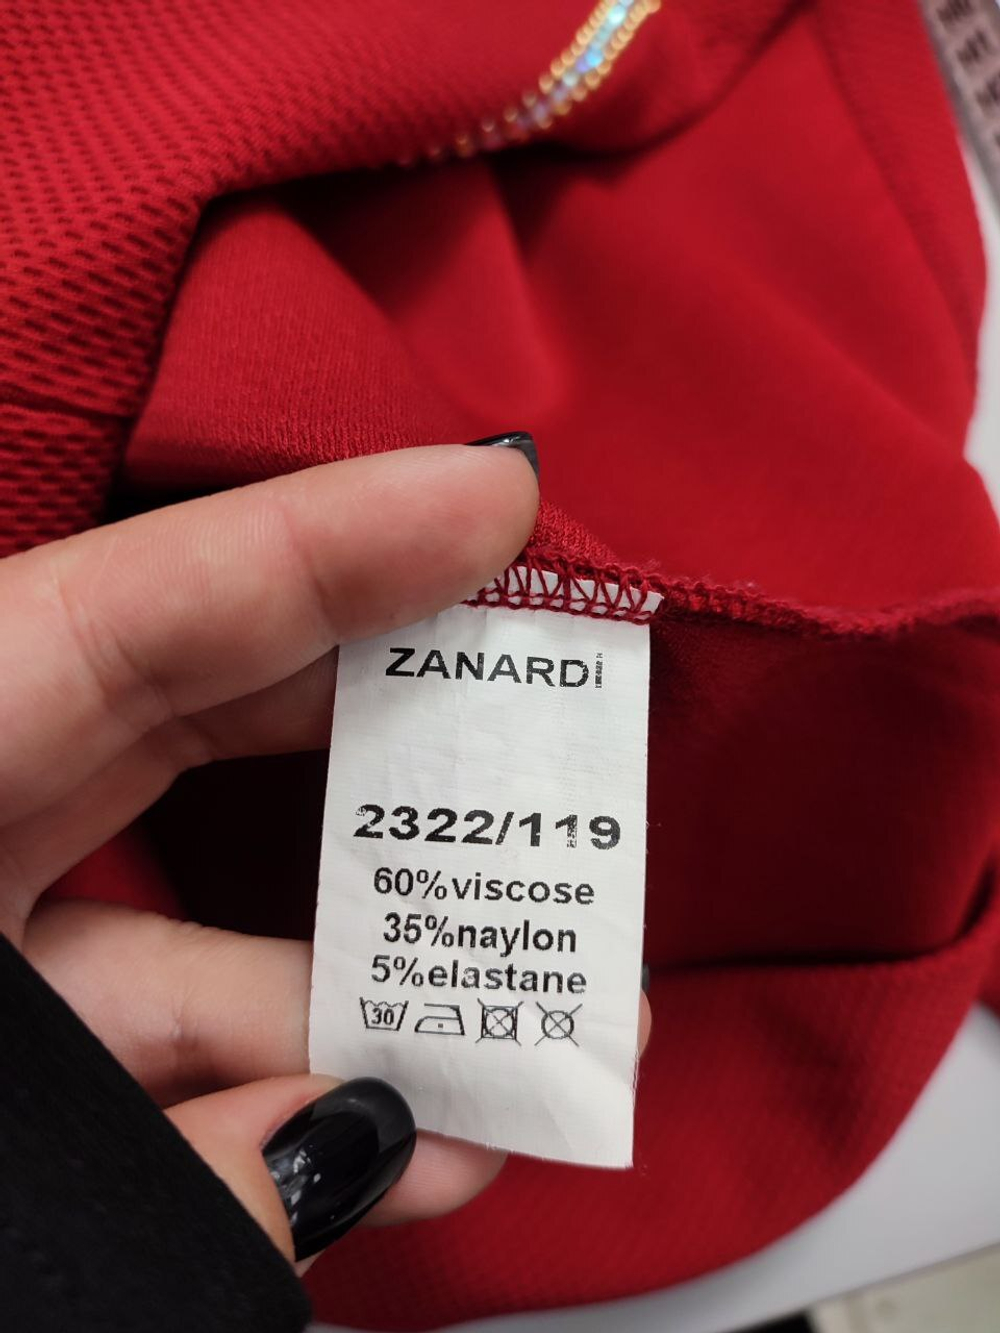 ZANARDI
2322/119
60%viscose
35%naylon
5%elastane
30